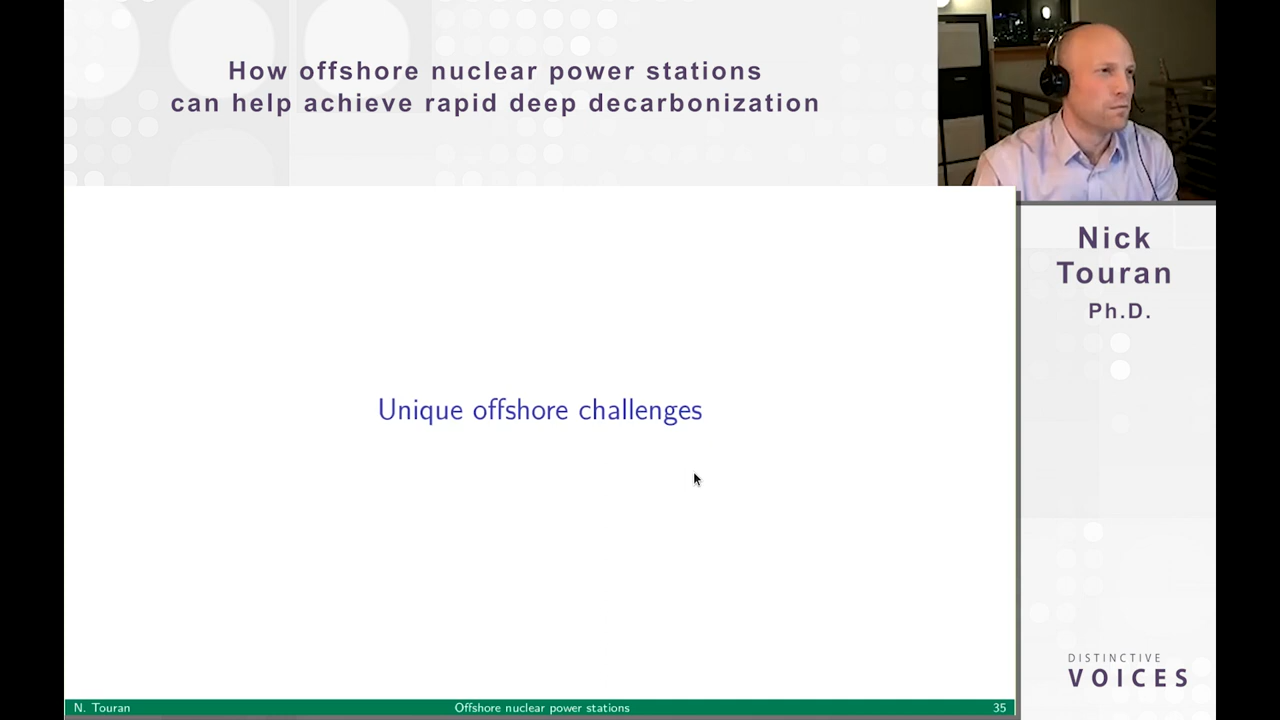 How offshore nuclear power stations
can help achieve rapid deep decarbonization
Nick
Touran
Ph.D.
Unique offshore challenges
DISTINCTIVE
VOICES
N. Touran
Offshore nuclear power stations
35